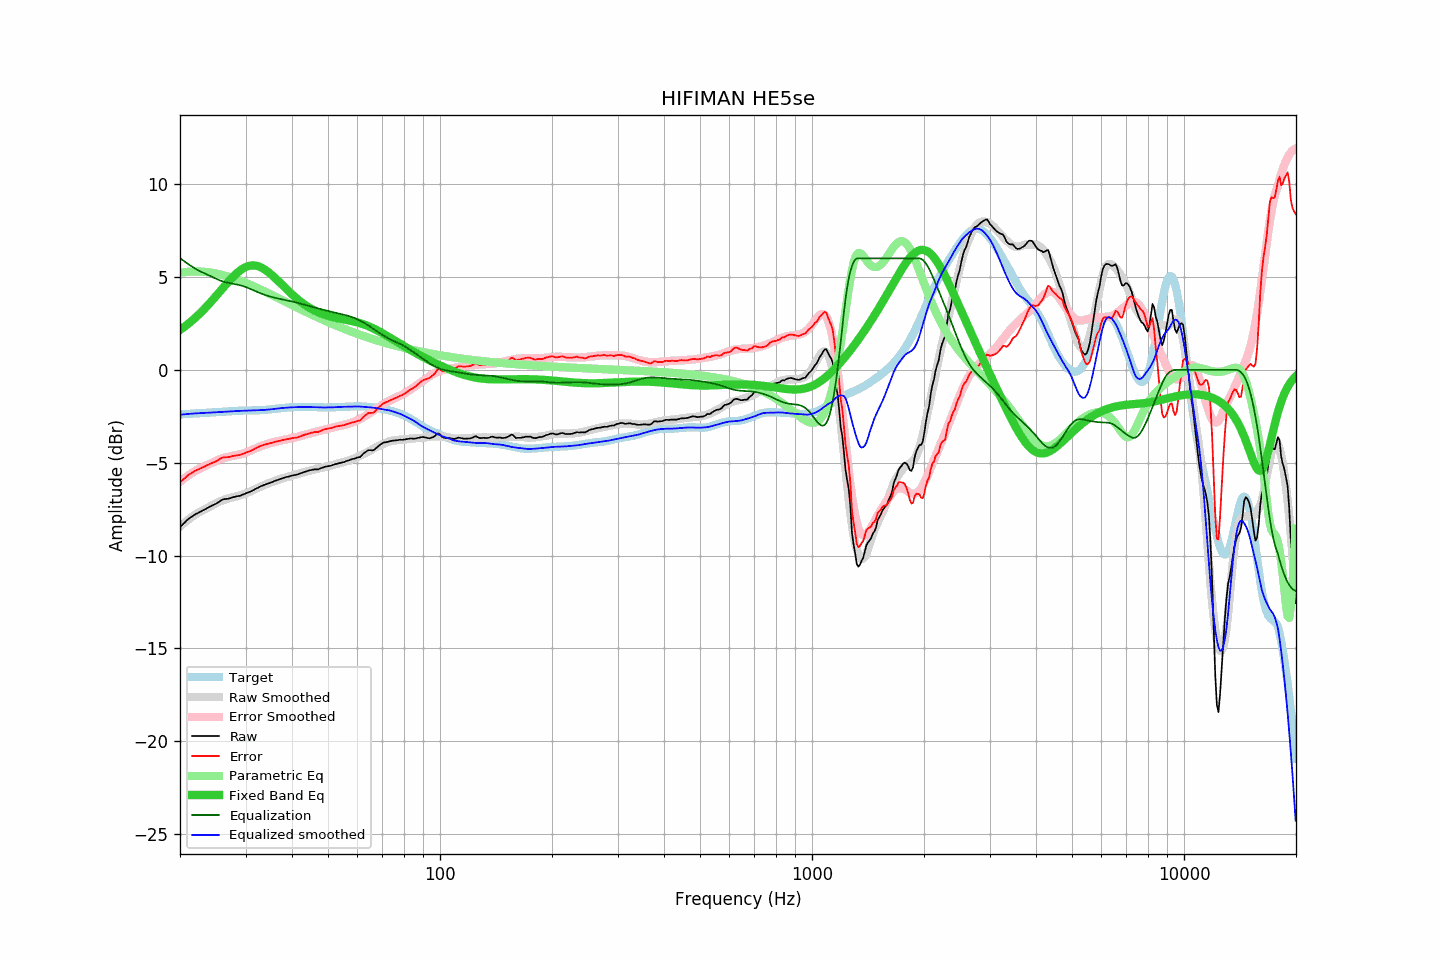 HIFIMAN HE5se
10
5
0
−5
−10
−15
−20
−25
Amplitude (dBr)
Target
Raw Smoothed
Error Smoothed
Raw
Error
Parametric Eq
Fixed Band Eq
Equalization
Equalized smoothed
100
1000
10000
Frequency (Hz)